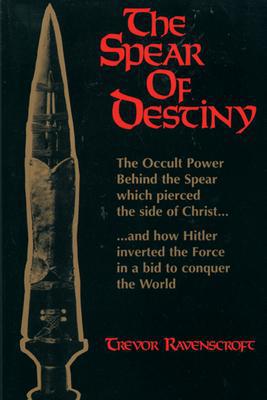 The
Spear
Of
Destiny
The Occult Power
Behind the Spear
which pierced
the side of Christ...
...and how Hitler
inverted the Force
in a bid to conquer
the World
Trevor Ravenscroft